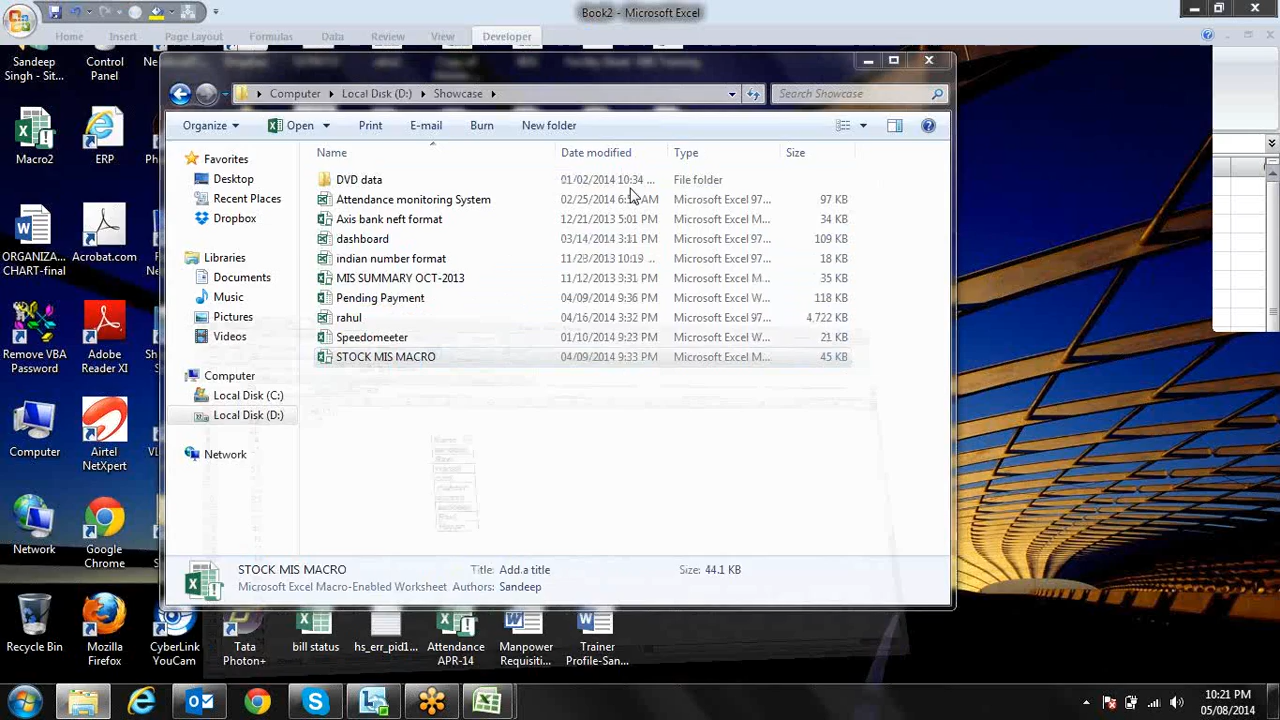 Book2 - Microsoft Excel
Home Insert Page Layout Formulas Data Review View Developer
Sandeep Singh - Sit...
Control Panel
Computer Local Disk (D:) Showcase
Search Showcase
Organize Open Print E-mail Burn New folder
Name Date modified Type Size
DVD data 01/02/2014 10:34 ... File folder
Attendance monitoring System 02/25/2014 AM Microsoft Excel 97... 97 KB
Axis bank neft format 12/21/2013 5:01 PM Microsoft Excel M... 34 KB
dashboard 03/14/2014 3:11 PM Microsoft Excel 97... 109 KB
indian number format 11/23/2013 10:19 ... Microsoft Excel 97... 18 KB
MIS SUMMARY OCT-2013 11/12/2013 3:31 PM Microsoft Excel M... 35 KB
Pending Payment 04/09/2014 9:36 PM Microsoft Excel W... 118 KB
rahul 04/16/2014 3:32 PM Microsoft Excel 97... 4,722 KB
Speedomeeter 01/10/2014 9:23 PM Microsoft Excel W... 21 KB
STOCK MIS MACRO 04/09/2014 9:33 PM Microsoft Excel M... 45 KB
Favorites
Desktop
Recent Places
Dropbox
Libraries
Documents
Music
Pictures
Videos
Computer
Local Disk (C:)
Local Disk (D:)
Network
STOCK MIS MACRO Title: Add a title Size: 44.1 KB
Microsoft Excel Macro-Enabled Worksheet Authors: Sandeep
Macro2
ERP
ORGANIZA... CHART-final
Acrobat.com
Remove VBA Password
Adobe Reader XI
Computer
Airtel NetXpert
Network
Google Chrome
Recycle Bin
Mozilla Firefox
CyberLink YouCam
Tata Photon+
bill status
hs_err_pid1...
Attendance APR-14
Manpower Requisiti...
Trainer Profile-San...
10:21 PM
05/08/2014